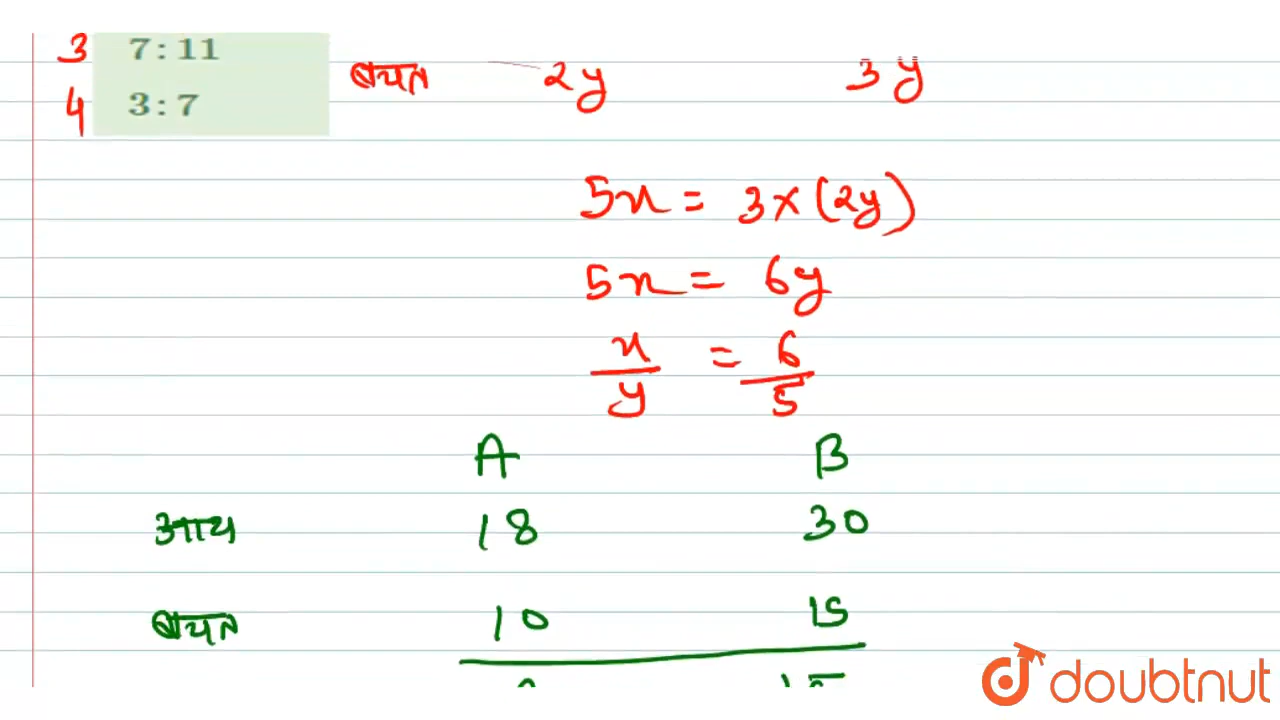 3 7 : 11
बचत 2y 3y
4 3 : 7
5x = 3 × (2y)
5x = 6y
x/y = 6/5
A B
आय 18 30
बचत 10 15
doubtnut